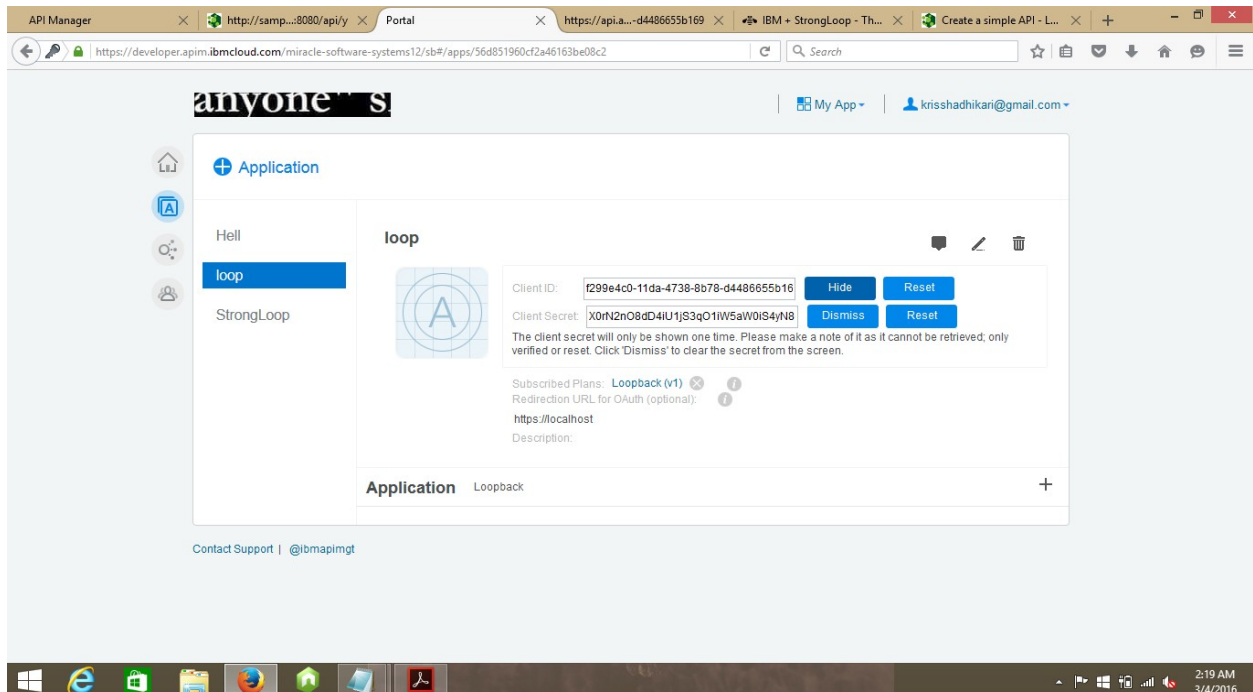 API Manager http://samp...:8080/api/y Portal https://api.a...-d4486655b169 IBM + StrongLoop - Th... Create a simple API - L...
https://developer.apim.ibmcloud.com/miracle-software-systems12/sb#/apps/56d851960cf2a46163be08c2 Search
anyone s
My App krisshadhikari@gmail.com
Application
Hell
loop
StrongLoop
loop
A
Client ID: f299e4c0-11da-4738-8b78-d4486655b16 Hide Reset
Client Secret: X0rN2nO8dD4iU1jS3qO1iW5aW0iS4yN8 Dismiss Reset
The client secret will only be shown one time. Please make a note of it as it cannot be retrieved; only
verified or reset. Click 'Dismiss' to clear the secret from the screen.
Subscribed Plans: Loopback (v1)
Redirection URL for OAuth (optional):
https://localhost
Description:
Application Loopback
Contact Support | @ibmapimgt
2:19 AM
3/4/2016